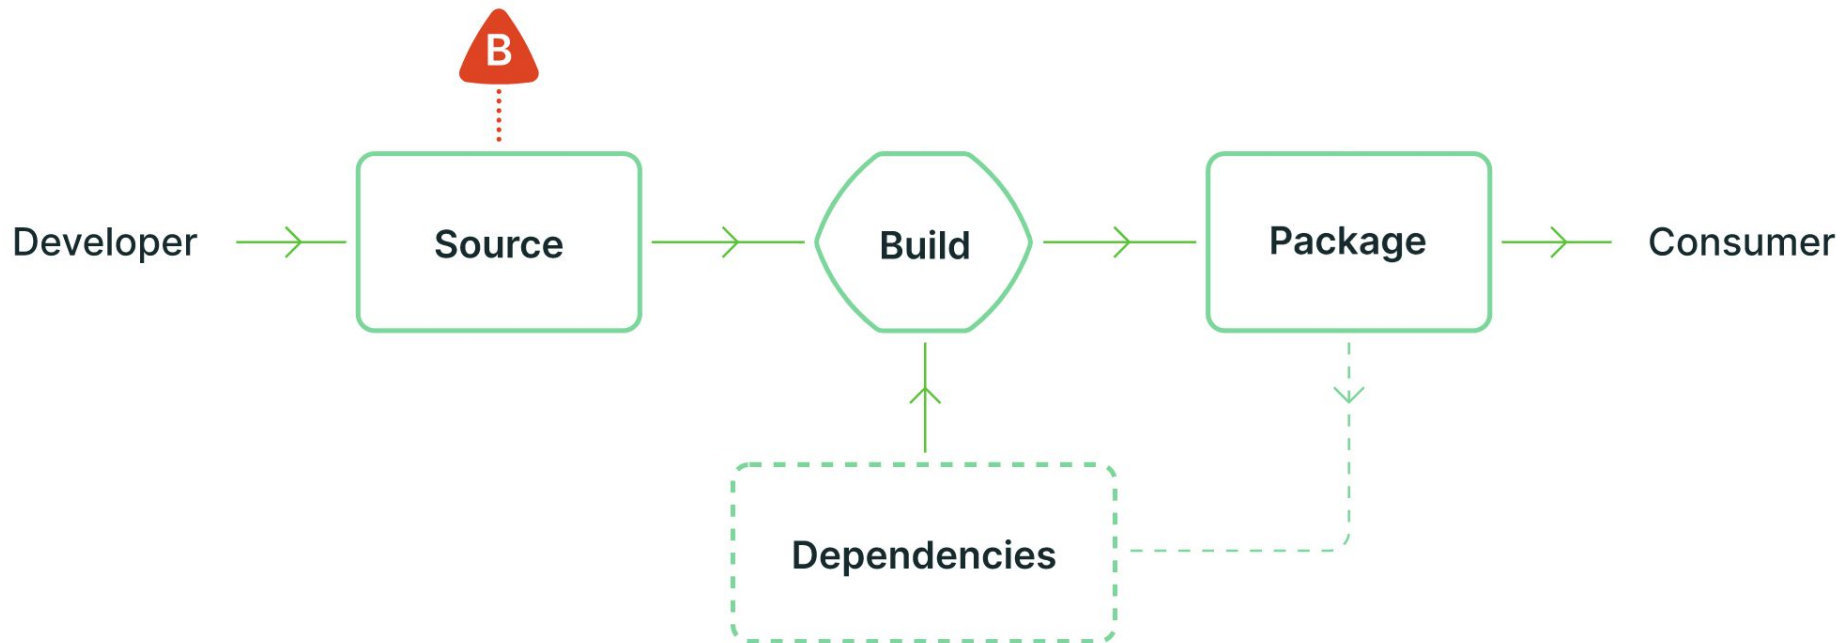 B
Developer
Source
Build
Package
Consumer
Dependencies